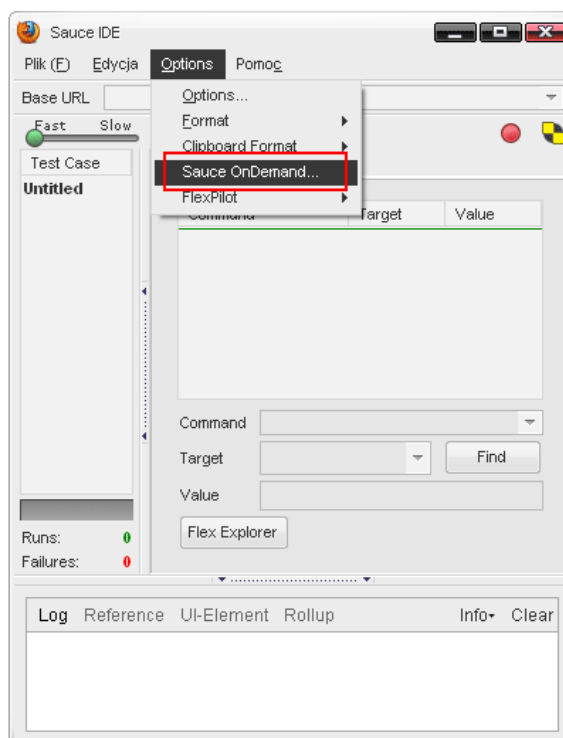 Sauce IDE
Plik (F) Edycja Options Pomoc
Base URL
Options...
Fast Slow
Format
Clipboard Format
Test Case
Sauce OnDemand...
Untitled
FlexPilot
Command Target Value
Command
Target Find
Value
Flex Explorer
Runs: 0
Failures: 0
Log Reference UI-Element Rollup Info Clear